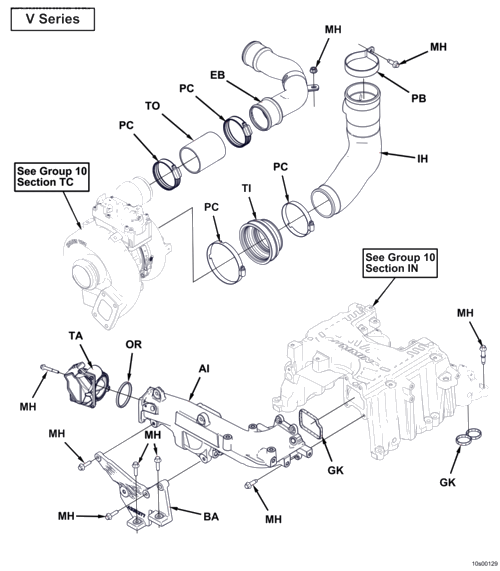 V Series
MH
MH
EB
PC
PB
TO
PC
IH
See Group 10
Section TC
PC
TI
PC
See Group 10
Section IN
MH
TA
OR
AI
MH
MH
MH
GK
GK
MH
BA
MH
10s00129